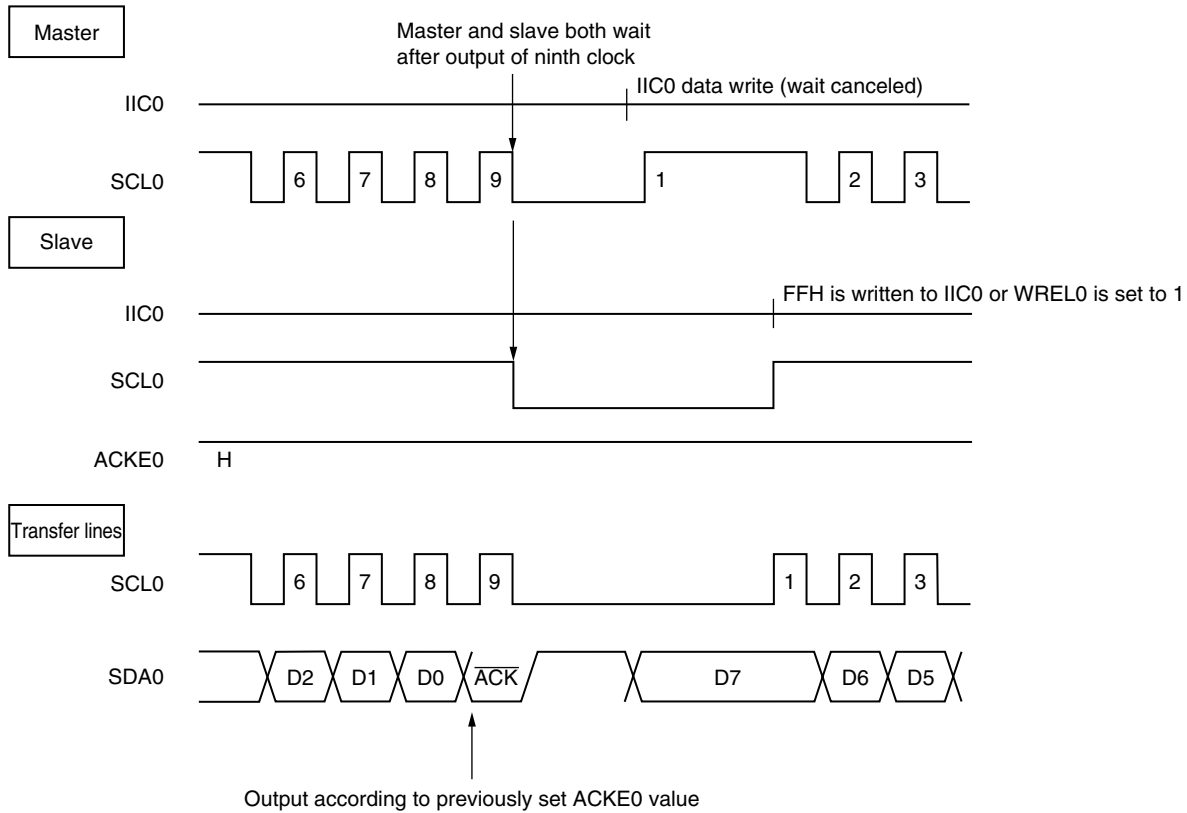 Master
Master and slave both wait
after output of ninth clock
IIC0 data write (wait canceled)
IIC0
SCL0 6 7 8 9 1 2 3
Slave
FFH is written to IIC0 or WREL0 is set to 1
IIC0
SCL0
ACKE0 H
Transfer lines
SCL0 6 7 8 9 1 2 3
SDA0 D2 D1 D0 ACK D7 D6 D5
Output according to previously set ACKE0 value